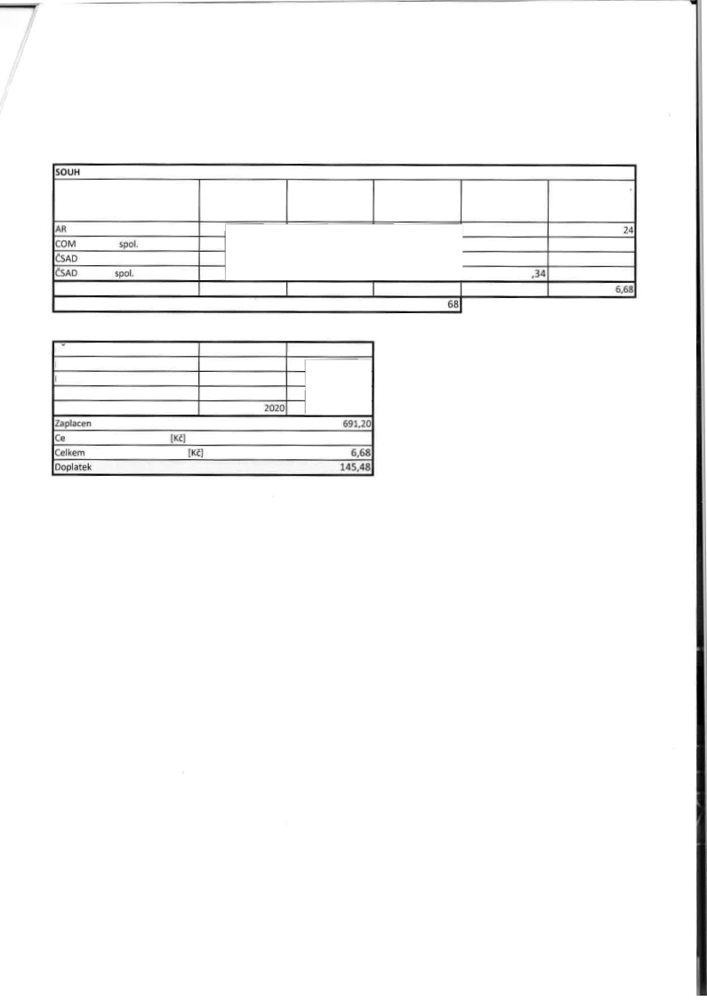 SOUH
AR 24
COM spol.
ČSAD
ČSAD spol. ,34
6,68
68
2020
Zaplacen 691,20
Ce [Kč]
Celkem [Kč] 6,68
Doplatek 145,48